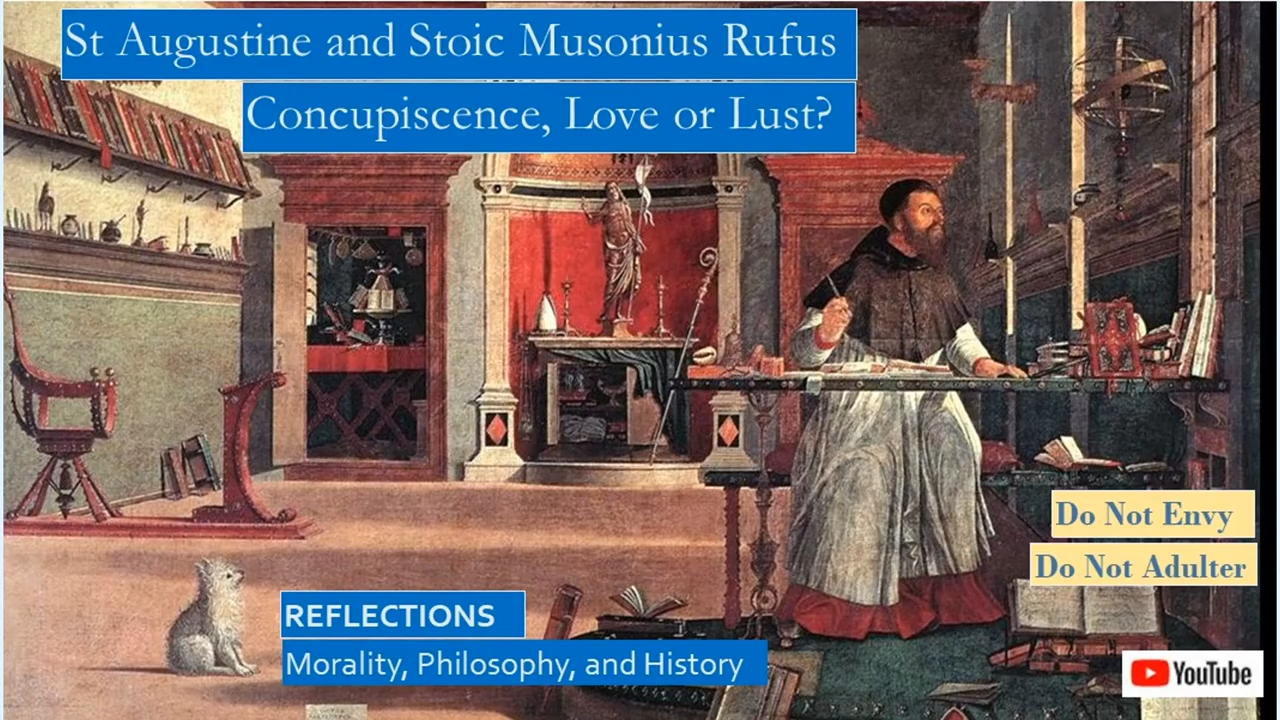 St Augustine and Stoic Musonius Rufus
Concupiscence, Love or Lust?
Do Not Envy
Do Not Adulter
REFLECTIONS
Morality, Philosophy, and History
YouTube